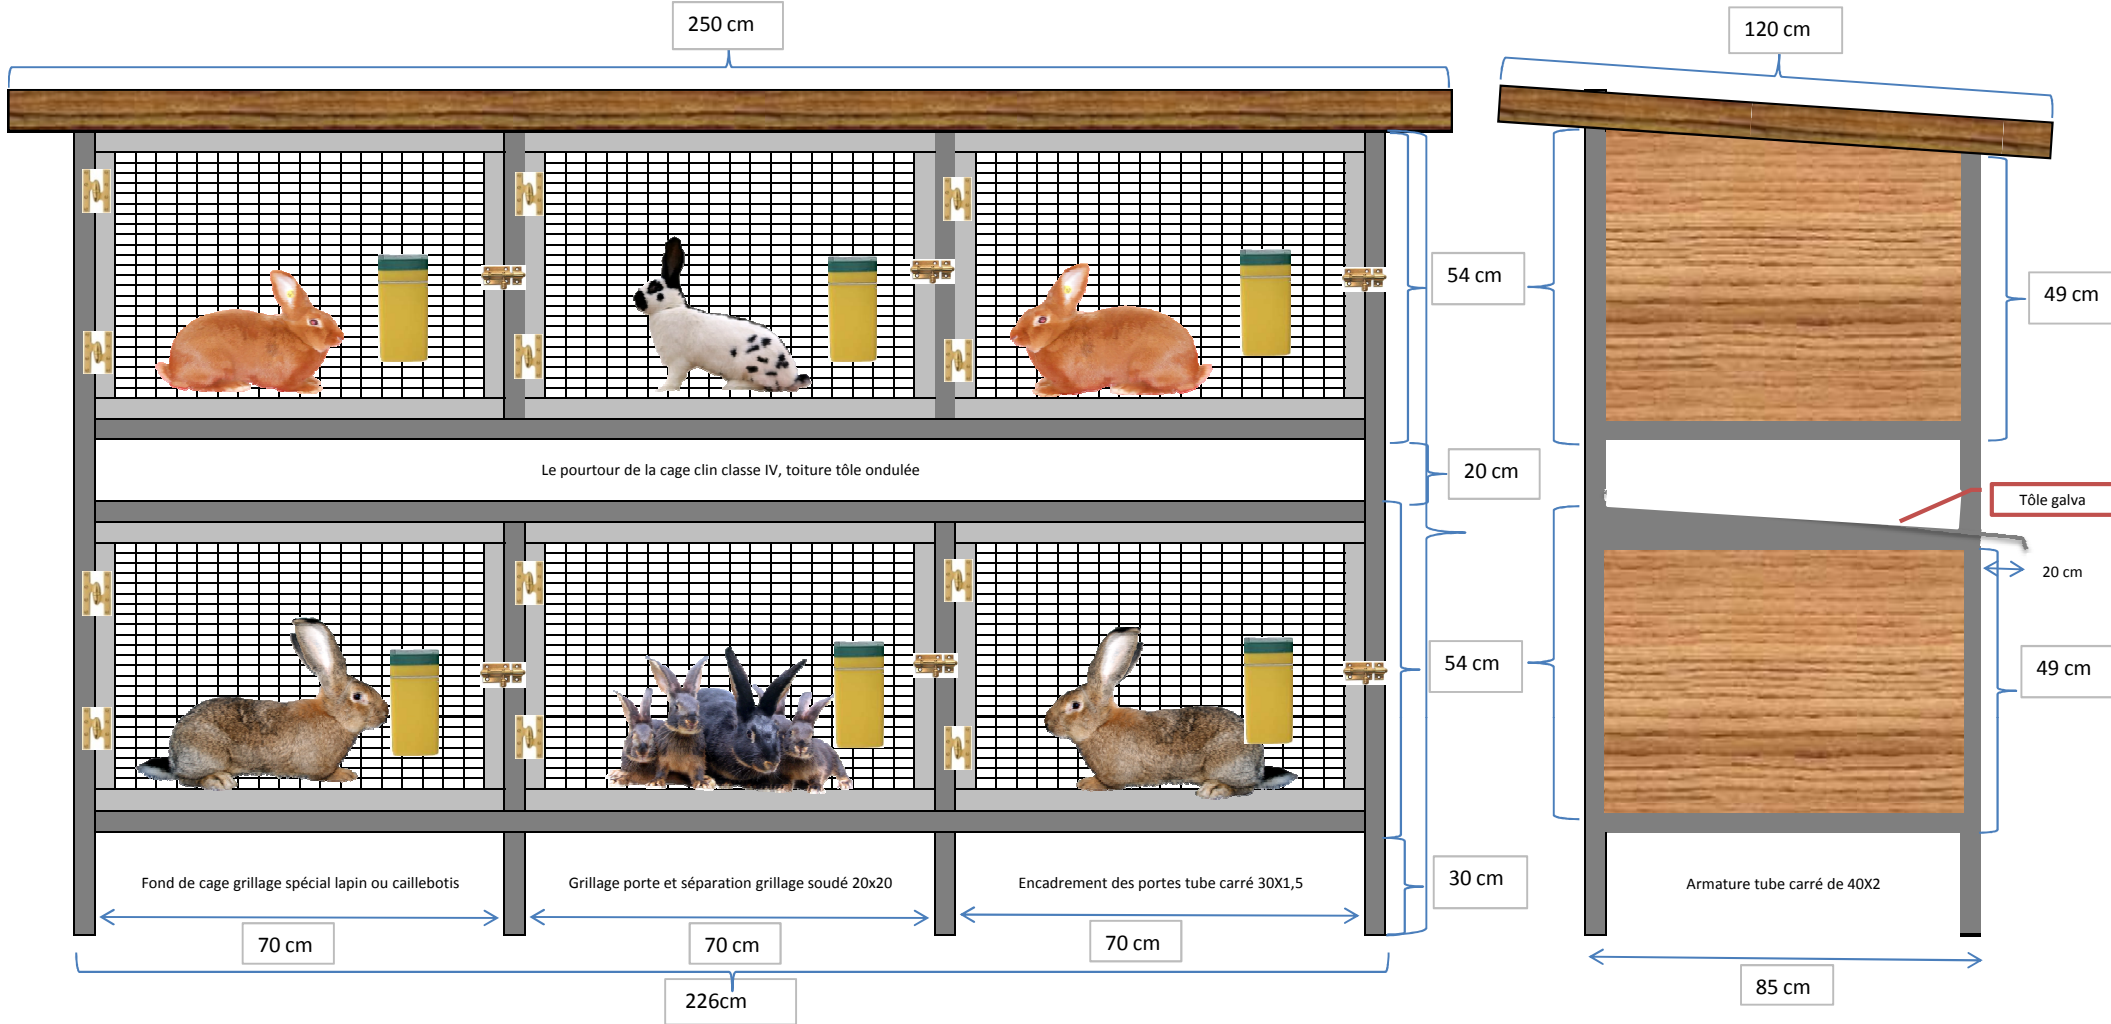 250 cm
120 cm
54 cm
49 cm
Le pourtour de la cage clin classe IV, toiture tôle ondulée
20 cm
Tôle galva
20 cm
54 cm
49 cm
Fond de cage grillage spécial lapin ou caillebotis
Grillage porte et séparation grillage soudé 20x20
Encadrement des portes tube carré 30X1,5
30 cm
Armature tube carré de 40X2
70 cm
70 cm
70 cm
226cm
85 cm